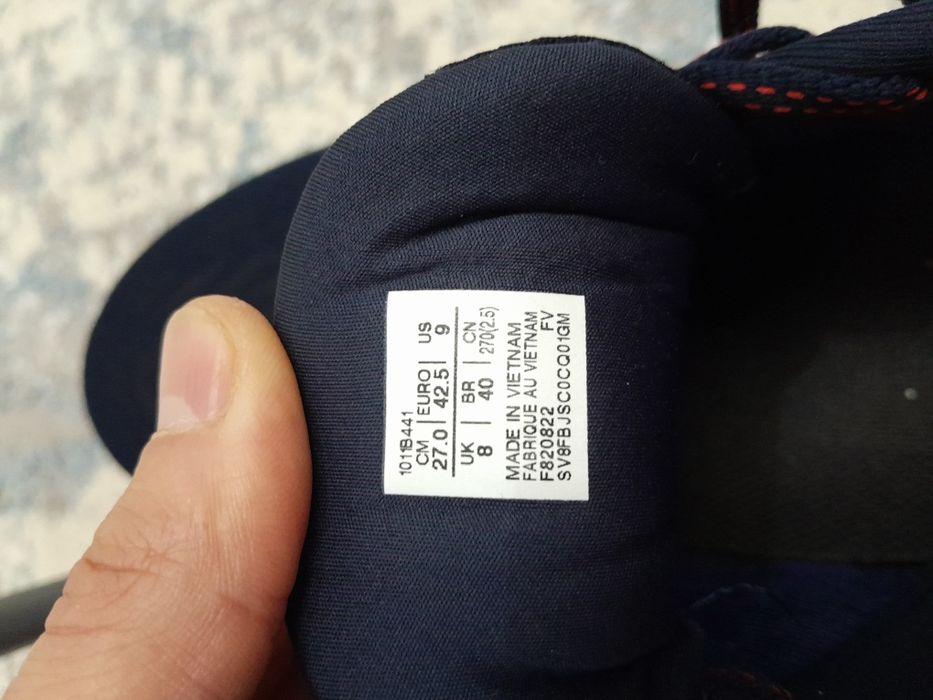 1011B441
CM | EURO | US
27.0 | 42.5 | 9
UK | BR | CN
8 | 40 | 270(2.5)
MADE IN VIETNAM
FABRIQUE AU VIETNAM
F820822 FV
SV8FBJSC0CQ01GM